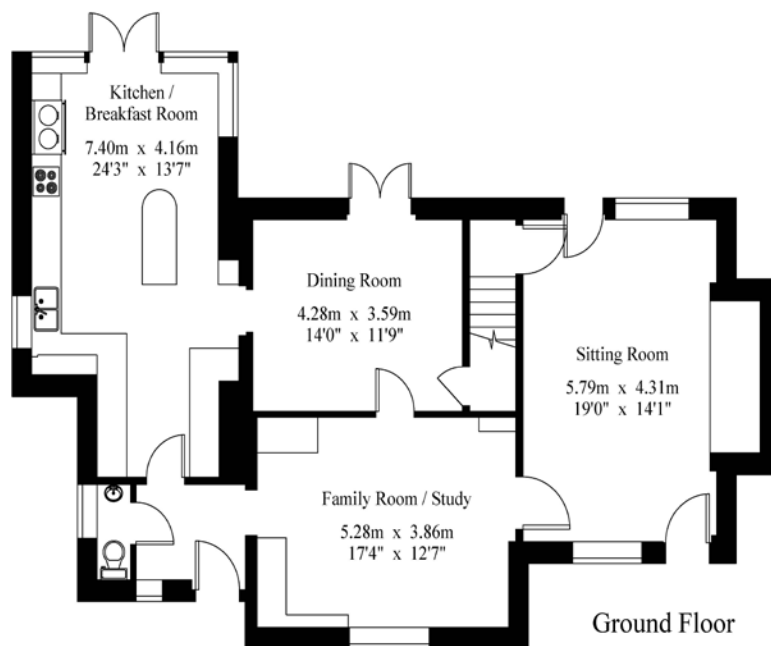 Kitchen /
Breakfast Room
7.40m x 4.16m
24'3" x 13'7"
Dining Room
4.28m x 3.59m
14'0" x 11'9"
Sitting Room
5.79m x 4.31m
19'0" x 14'1"
Family Room / Study
5.28m x 3.86m
17'4" x 12'7"
Ground Floor